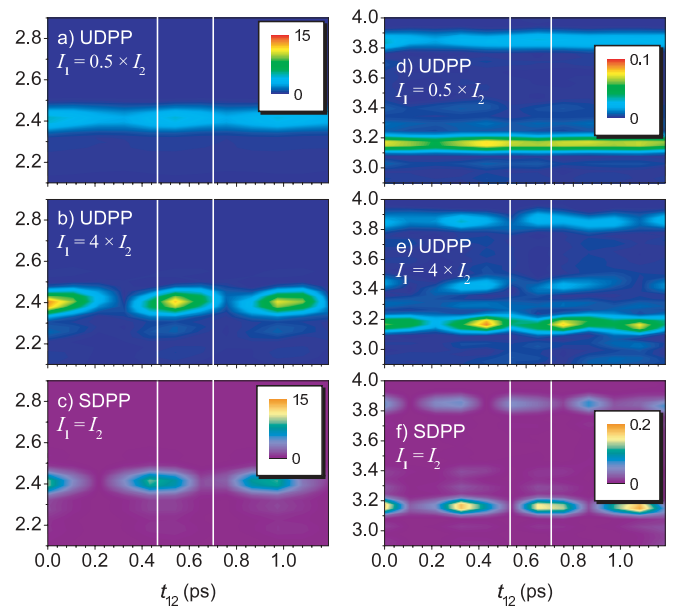 a) UDPP
I₁ = 0.5 × I₂
15
0
2.8
2.6
2.4
2.2
b) UDPP
I₁ = 4 × I₂
2.8
2.6
2.4
2.2
c) SDPP
I₁ = I₂
15
0
2.8
2.6
2.4
2.2
0.0 0.2 0.4 0.6 0.8 1.0
t₁₂ (ps)
d) UDPP
I₁ = 0.5 × I₂
0.1
0
4.0
3.8
3.6
3.4
3.2
3.0
e) UDPP
I₁ = 4 × I₂
4.0
3.8
3.6
3.4
3.2
3.0
f) SDPP
I₁ = I₂
0.2
0
4.0
3.8
3.6
3.4
3.2
3.0
0.0 0.2 0.4 0.6 0.8 1.0
t₁₂ (ps)